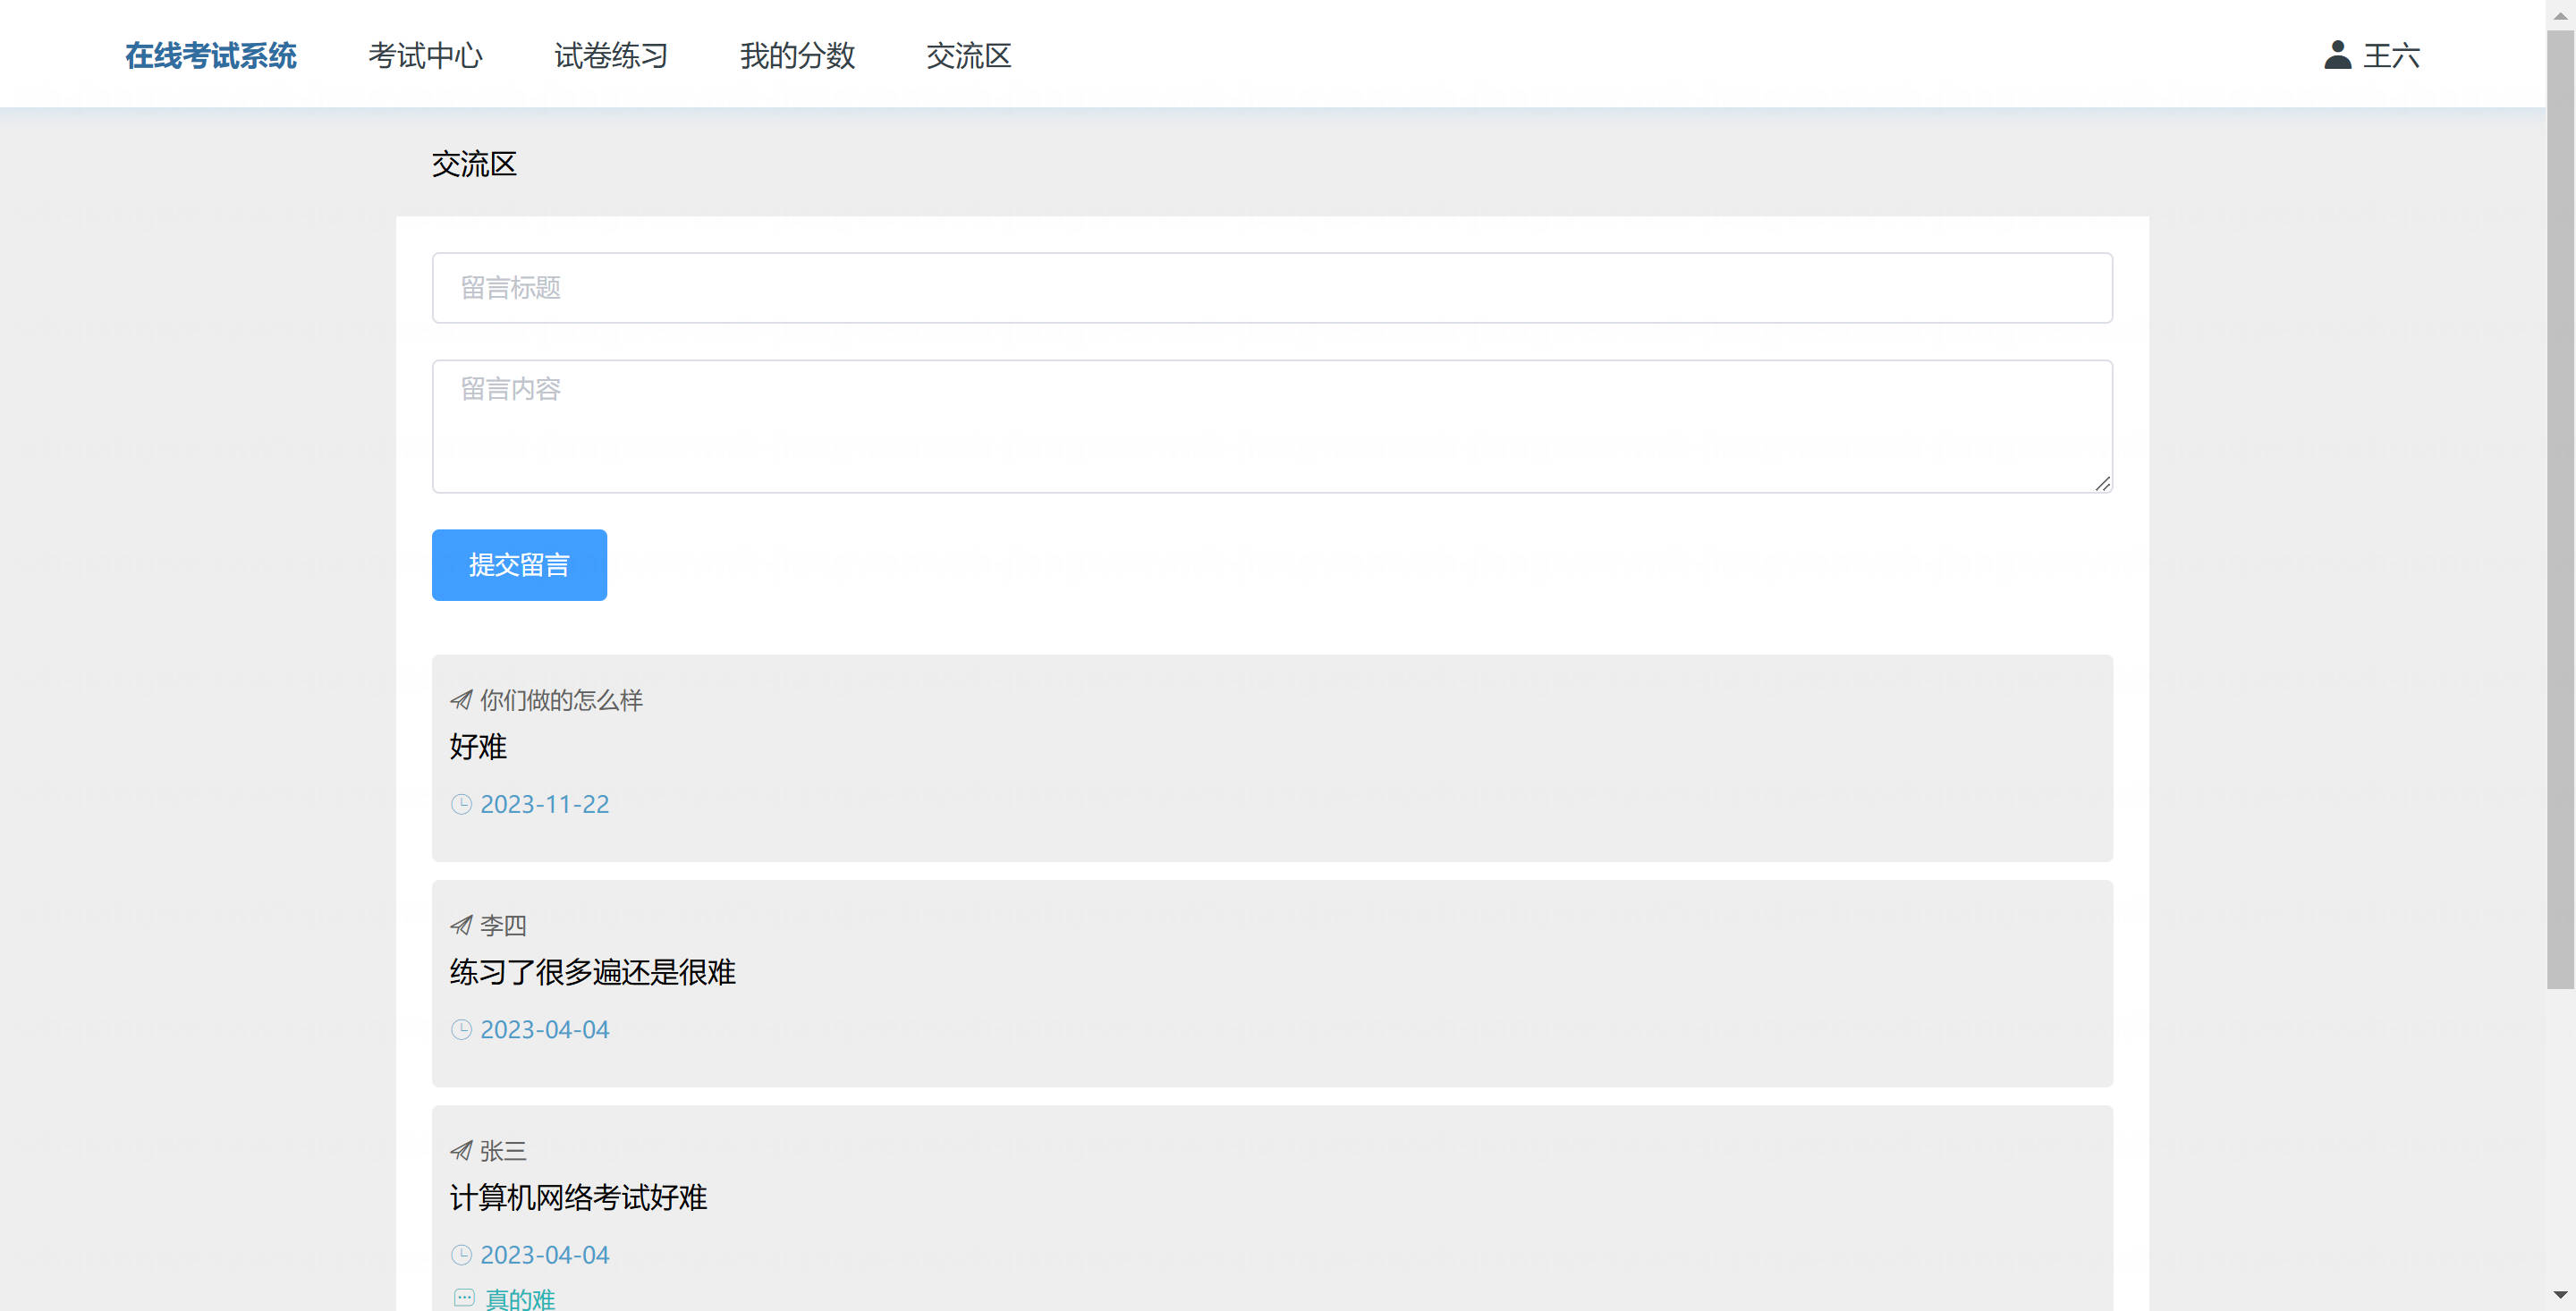 在线考试系统 考试中心 试卷练习 我的分数 交流区 王六
交流区
留言标题
留言内容
提交留言
你们做的怎么样
好难
2023-11-22
李四
练习了很多遍还是很难
2023-04-04
张三
计算机网络考试好难
2023-04-04
真的难